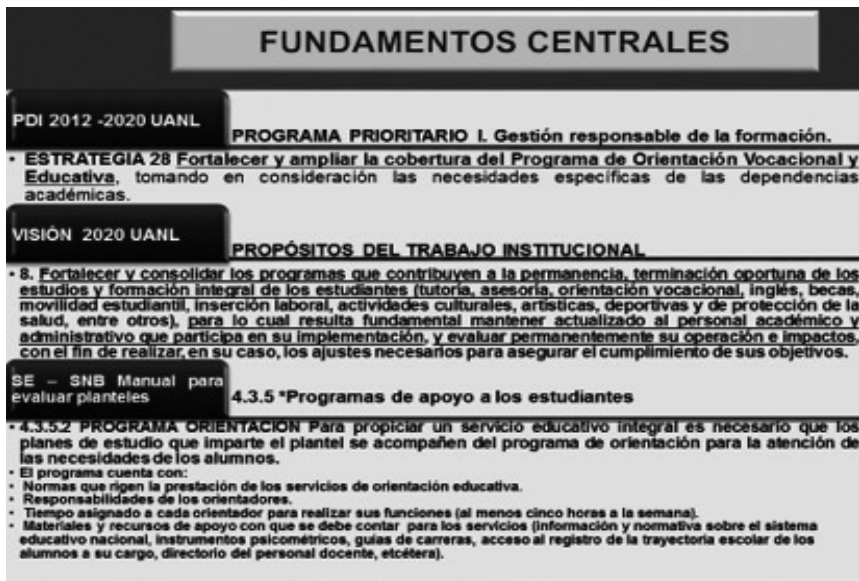 FUNDAMENTOS CENTRALES
PDI 2012 -2020 UANL
PROGRAMA PRIORITARIO I. Gestión responsable de la formación.
• ESTRATEGIA 28 Fortalecer y ampliar la cobertura del Programa de Orientación Vocacional y
Educativa, tomando en consideración las necesidades específicas de las dependencias
académicas.
VISIÓN 2020 UANL
PROPÓSITOS DEL TRABAJO INSTITUCIONAL
• 8. Fortalecer y consolidar los programas que contribuyen a la permanencia, terminación oportuna de los
estudios y formación integral de los estudiantes (tutoría, asesoría, orientación vocacional, inglés, becas,
movilidad estudiantil, inserción laboral, actividades culturales, artísticas, deportivas y de protección de la
salud, entre otros), para lo cual resulta fundamental mantener actualizado al personal académico y
administrativo que participa en su implementación, y evaluar permanentemente su operación e impactos,
con el fin de realizar, en su caso, los ajustes necesarios para asegurar el cumplimiento de sus objetivos.
SE – SNB Manual para
evaluar planteles
4.3.5 *Programas de apoyo a los estudiantes
• 4.3.5.2 PROGRAMA ORIENTACIÓN Para propiciar un servicio educativo integral es necesario que los
planes de estudio que imparte el plantel se acompañen del programa de orientación para la atención de
las necesidades de los alumnos.
• El programa cuenta con:
• Normas que rigen la prestación de los servicios de orientación educativa.
• Responsabilidades de los orientadores.
• Tiempo asignado a cada orientador para realizar sus funciones (al menos cinco horas a la semana).
• Materiales y recursos de apoyo con que se debe contar para los servicios (información y normativa sobre el sistema
educativo nacional, instrumentos psicométricos, guías de carreras, acceso al registro de la trayectoria escolar de los
alumnos a su cargo, directorio del personal docente, etcétera).